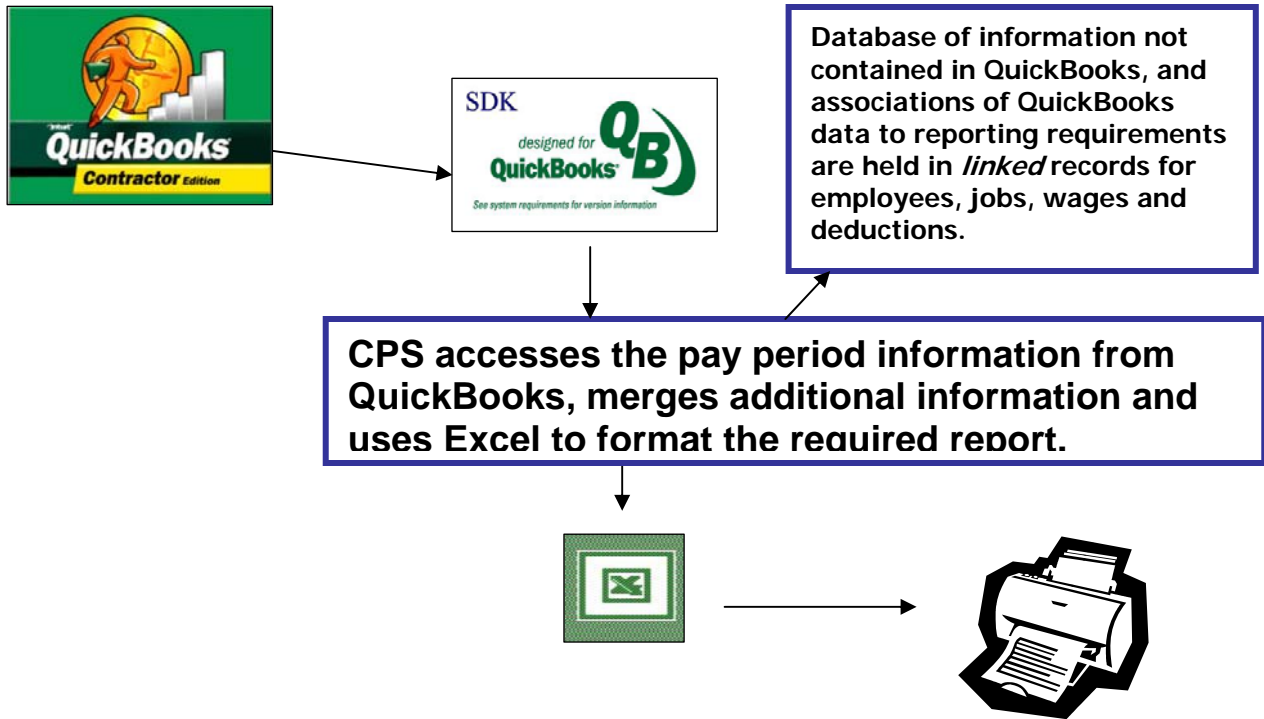 intuit
QuickBooks
Contractor Edition
SDK
designed for
QuickBooks
QB
See system requirements for version information
Database of information not
contained in QuickBooks, and
associations of QuickBooks
data to reporting requirements
are held in linked records for
employees, jobs, wages and
deductions.
CPS accesses the pay period information from
QuickBooks, merges additional information and
uses Excel to format the required report.